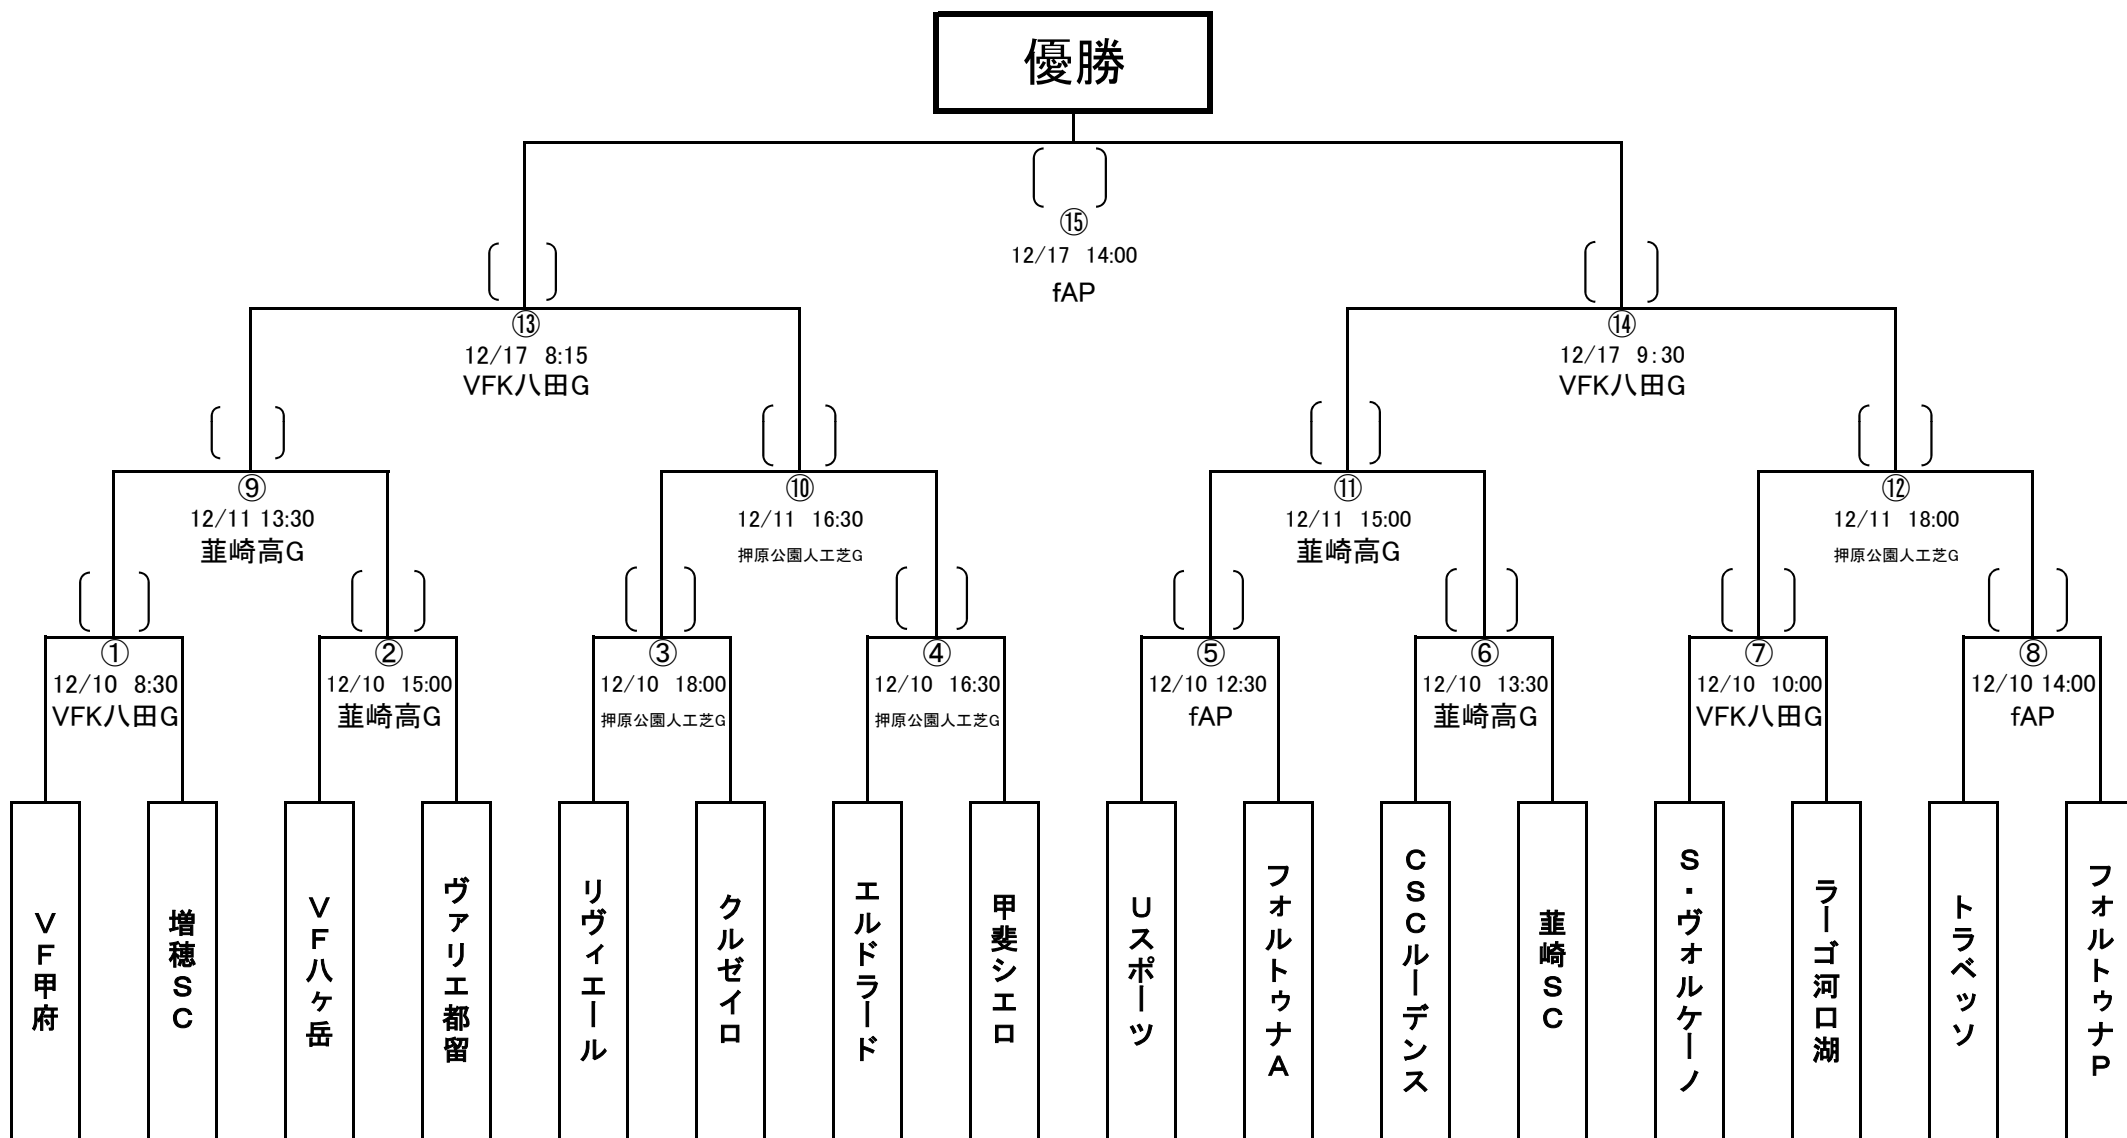 優勝
⑮
12/17 14:00
fAP
⑬
12/17 8:15
VFK八田G
⑭
12/17 9:30
VFK八田G
⑨
12/11 13:30
韮崎高G
⑩
12/11 16:30
押原公園人工芝G
⑪
12/11 15:00
韮崎高G
⑫
12/11 18:00
押原公園人工芝G
①
12/10 8:30
VFK八田G
②
12/10 15:00
韮崎高G
③
12/10 18:00
押原公園人工芝G
④
12/10 16:30
押原公園人工芝G
⑤
12/10 12:30
fAP
⑥
12/10 13:30
韮崎高G
⑦
12/10 10:00
VFK八田G
⑧
12/10 14:00
fAP
VF甲府
増穂SC
VF八ヶ岳
ヴァリエ都留
リヴィエール
クルゼイロ
エルドラード
甲斐シエロ
Uスポーツ
フォルトゥナA
CSCルーデンス
韮崎SC
S・ヴォルケーノ
ラーゴ河口湖
トラベッソ
フォルトゥナP